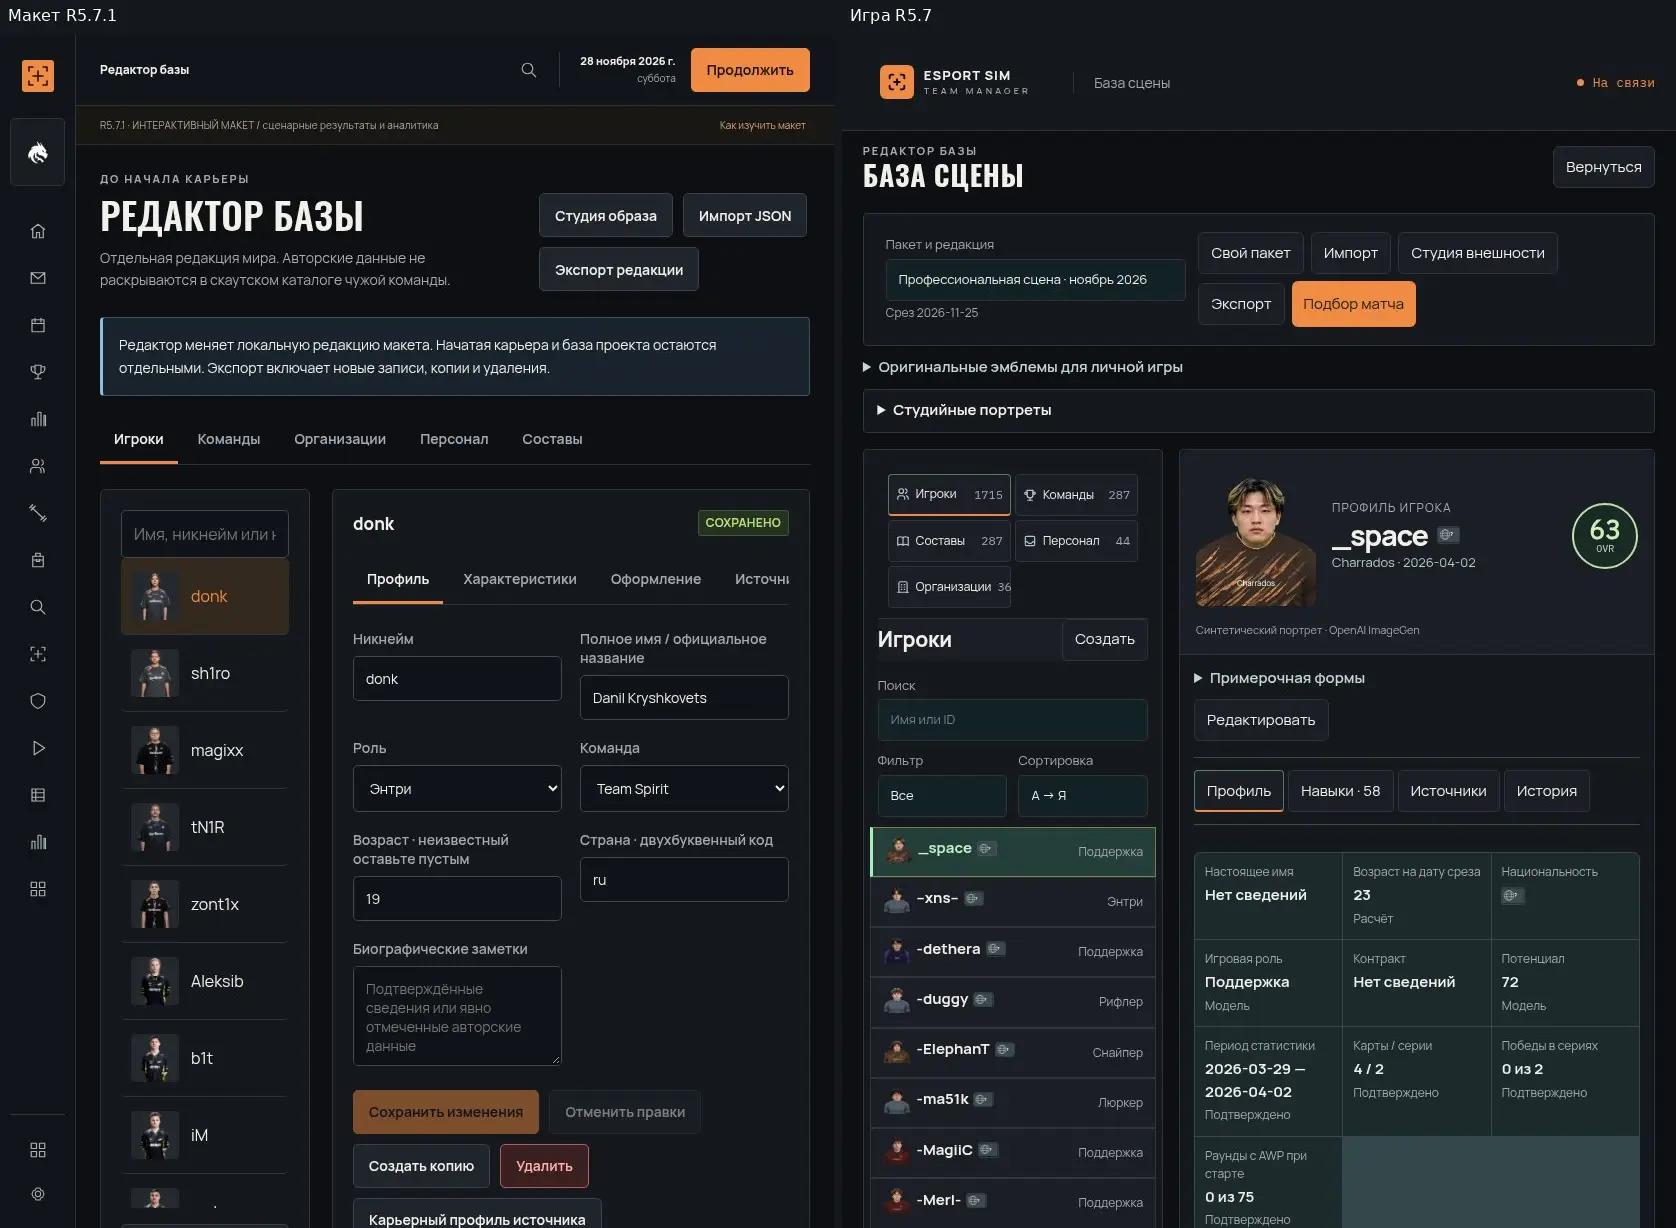 Макет R5.7.1
Редактор базы
28 ноября 2026 г.
суббота
Продолжить
R5.7.1 · ИНТЕРАКТИВНЫЙ МАКЕТ / сценарные результаты и аналитика
Как изучить макет
ДО НАЧАЛА КАРЬЕРЫ
РЕДАКТОР БАЗЫ
Отдельная редакция мира. Авторские данные не
раскрываются в скаутском каталоге чужой команды.
Студия образа
Импорт JSON
Экспорт редакции
Редактор меняет локальную редакцию макета. Начатая карьера и база проекта остаются
отдельными. Экспорт включает новые записи, копии и удаления.
Игроки
Команды
Организации
Персонал
Составы
Имя, никнейм или
donk
sh1ro
magixx
tN1R
zont1x
Aleksib
b1t
iM
donk
СОХРАНЕНО
Профиль
Характеристики
Оформление
Источни
Никнейм
donk
Полное имя / официальное
название
Danil Kryshkovets
Роль
Энтри
Команда
Team Spirit
Возраст · неизвестный
оставьте пустым
19
Страна · двухбуквенный код
ru
Биографические заметки
Подтверждённые
сведения или явно
отмеченные авторские
данные
Сохранить изменения
Отменить правки
Создать копию
Удалить
Карьерный профиль источника
Игра R5.7
ESPORT SIM
TEAM MANAGER
База сцены
На связи
РЕДАКТОР БАЗЫ
БАЗА СЦЕНЫ
Вернуться
Пакет и редакция
Профессиональная сцена · ноябрь 2026
Срез 2026-11-25
Свой пакет
Импорт
Студия внешности
Экспорт
Подбор матча
Оригинальные эмблемы для личной игры
Студийные портреты
Игроки 1715
Команды 287
Составы 287
Персонал 44
Организации 36
Игроки
Создать
Поиск
Имя или ID
Фильтр
Сортировка
Все
А → Я
_space
Поддержка
-xns-
Энтри
-dethera
Поддержка
-duggy
Рифлер
-ElephanT
Снайпер
-ma51k
Люркер
-MagiiC
Поддержка
-Merl-
Поддержка
Charrados
ПРОФИЛЬ ИГРОКА
_space
Charrados · 2026-04-02
63
OVR
Синтетический портрет · OpenAI ImageGen
Примерочная формы
Редактировать
Профиль
Навыки · 58
Источники
История
Настоящее имя
Нет сведений
Возраст на дату среза
23
Расчёт
Национальность
Игровая роль
Поддержка
Модель
Контракт
Нет сведений
Потенциал
72
Модель
Период статистики
2026-03-29 —
2026-04-02
Подтверждено
Карты / серии
4 / 2
Подтверждено
Победы в сериях
0 из 2
Подтверждено
Раунды с AWP при
старте
0 из 75
Подтверждено